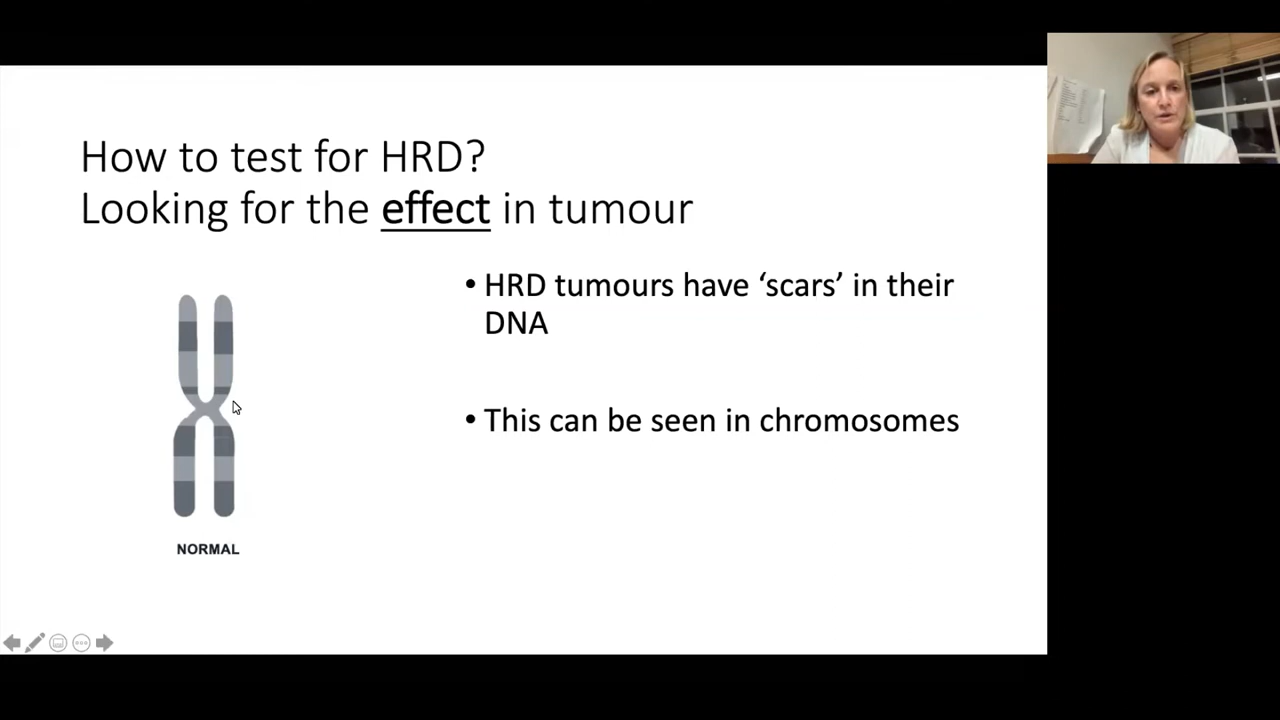 How to test for HRD?
Looking for the effect in tumour
• HRD tumours have ‘scars’ in their
DNA
• This can be seen in chromosomes
NORMAL